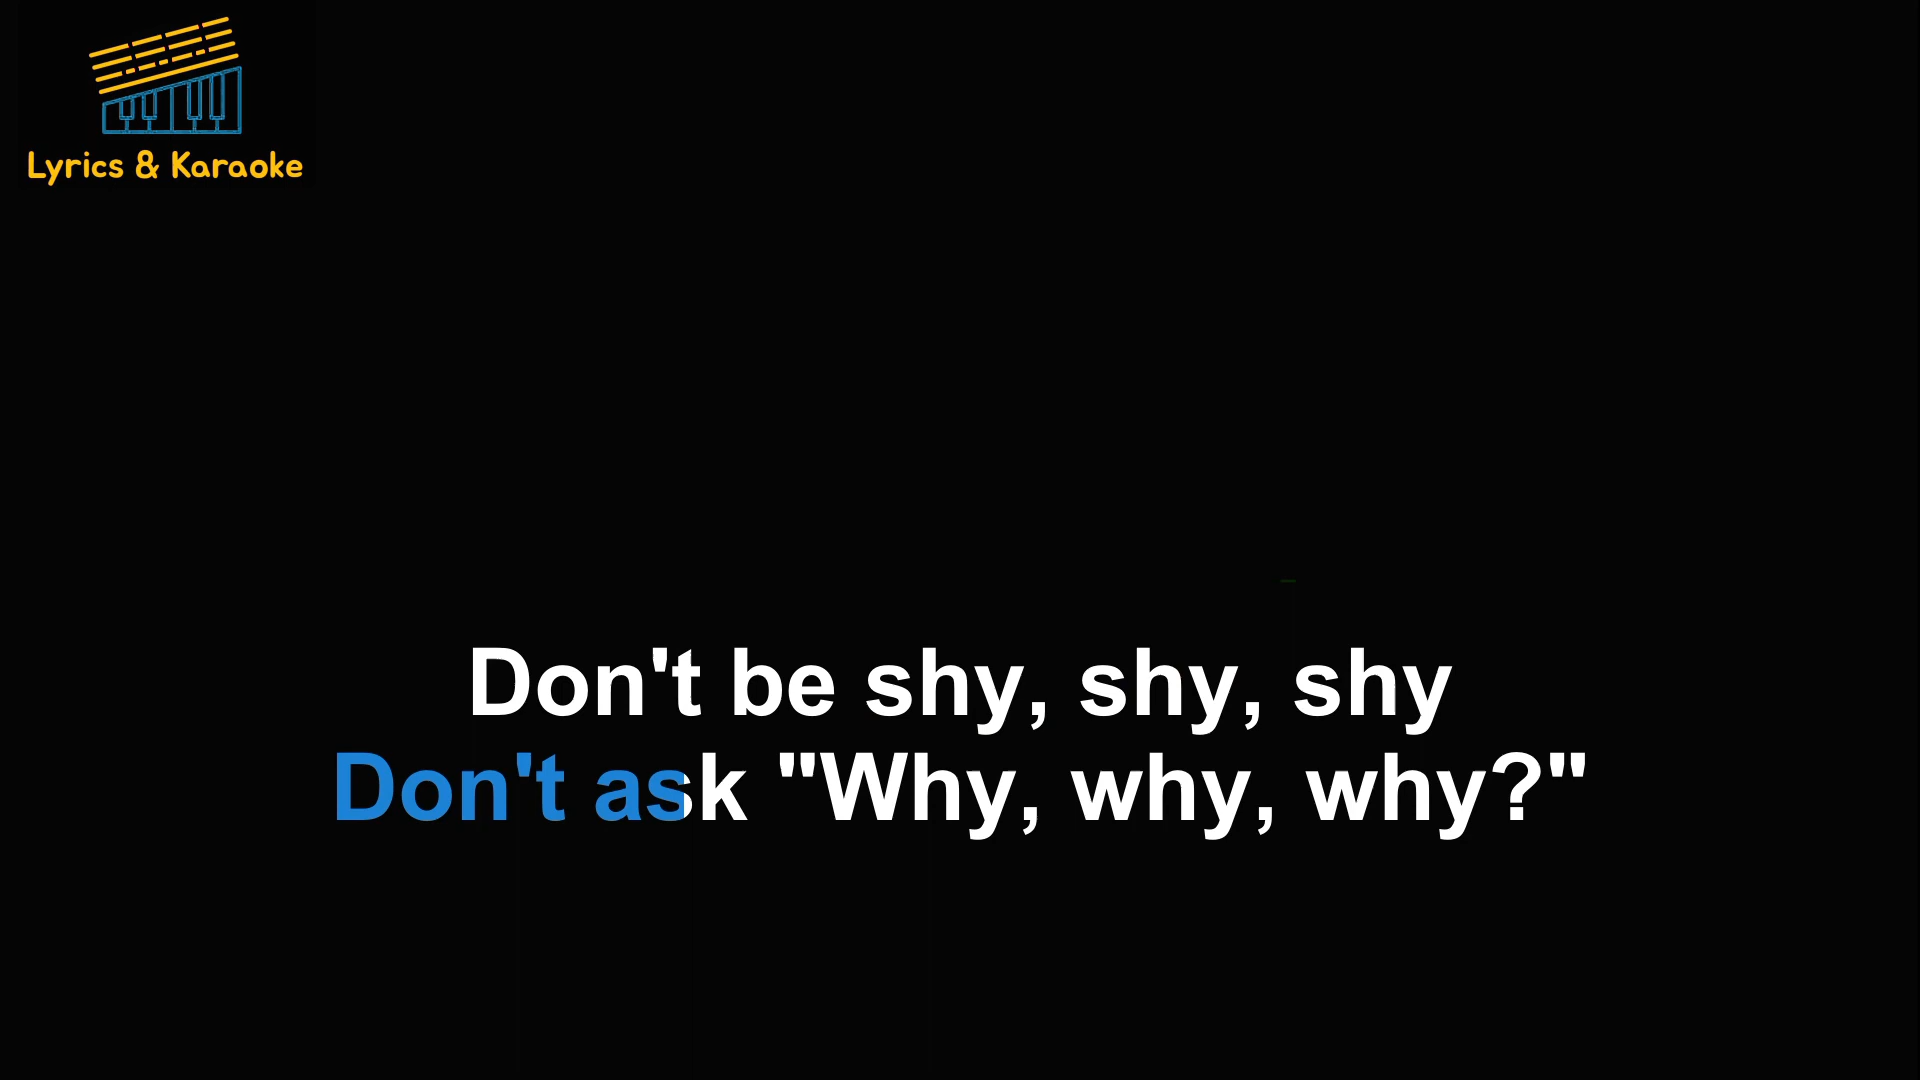 Lyrics & Karaoke
Don't be shy, shy, shy
Don't ask "Why, why, why?"